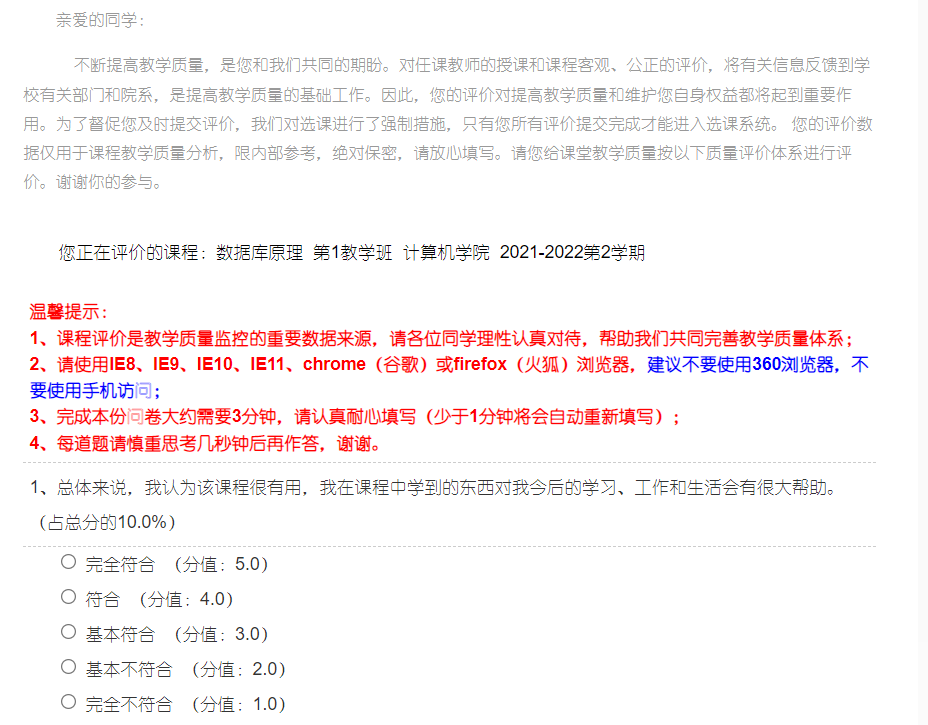 亲爱的同学:
不断提高教学质量，是您和我们共同的期盼。对任课教师的授课和课程客观、公正的评价，将有关信息反馈到学
校有关部门和院系，是提高教学质量的基础工作。因此，您的评价对提高教学质量和维护您自身权益都将起到重要作
用。为了督促您及时提交评价，我们对选课进行了强制措施，只有您所有评价提交完成才能进入选课系统。 您的评价数
据仅用于课程教学质量分析，限内部参考，绝对保密，请放心填写。请您给课堂教学质量按以下质量评价体系进行评
价。谢谢你的参与。
您正在评价的课程：数据库原理 第1教学班 计算机学院 2021-2022第2学期
温馨提示：
1、课程评价是教学质量监控的重要数据来源，请各位同学理性认真对待，帮助我们共同完善教学质量体系；
2、请使用IE8、IE9、IE10、IE11、chrome（谷歌）或firefox（火狐）浏览器，建议不要使用360浏览器，不
要使用手机访问；
3、完成本份问卷大约需要3分钟，请认真耐心填写（少于1分钟将会自动重新填写）；
4、每道题请慎重思考几秒钟后再作答，谢谢。
1、总体来说，我认为该课程很有用，我在课程中学到的东西对我今后的学习、工作和生活会有很大帮助。
（占总分的10.0%）
完全符合 （分值：5.0）
符合 （分值：4.0）
基本符合 （分值：3.0）
基本不符合 （分值：2.0）
完全不符合 （分值：1.0）